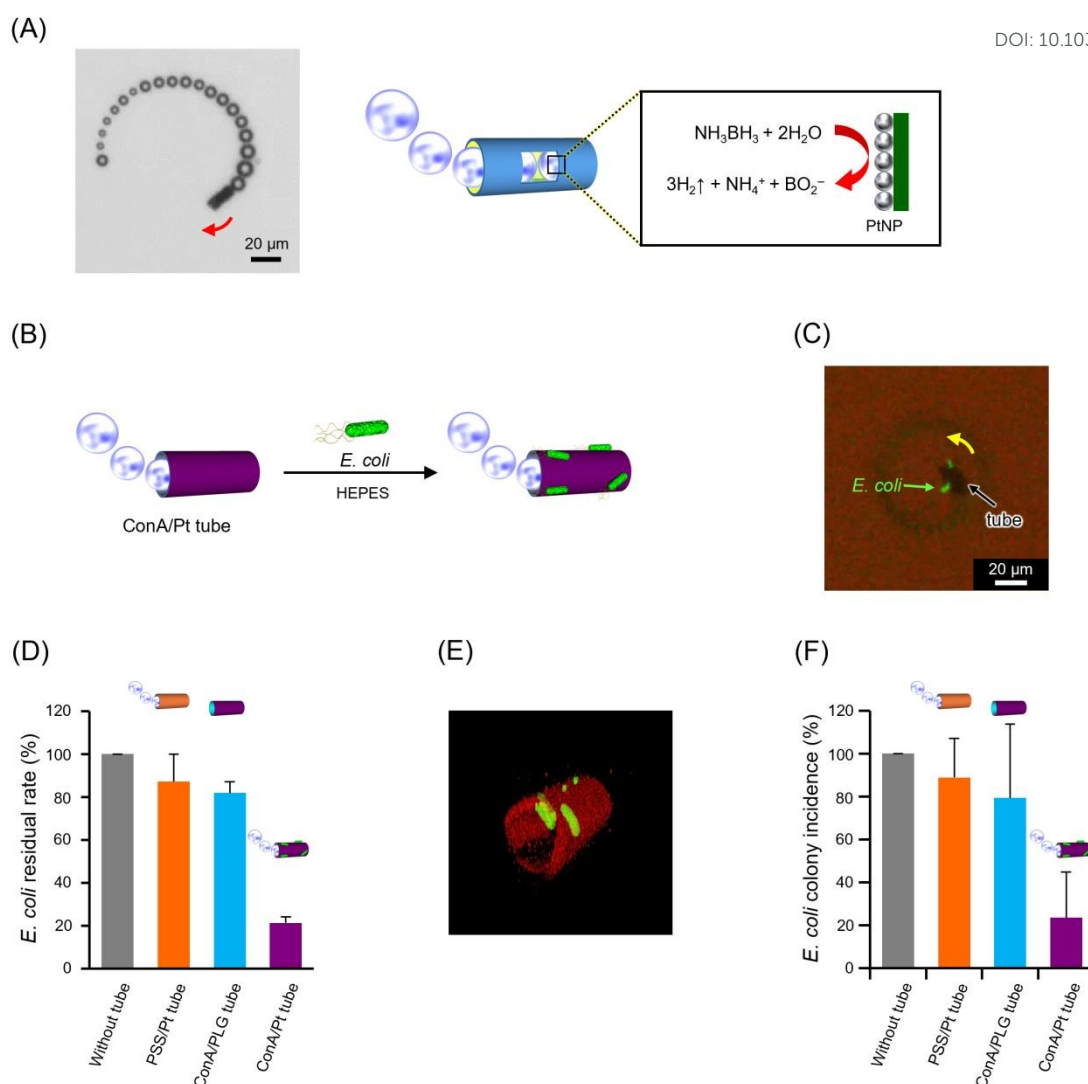 (A)
DOI: 10.103
20 µm
NH₃BH₃ + 2H₂O
3H₂↑ + NH₄⁺ + BO₂⁻
PtNP
(B)
E. coli
HEPES
ConA/Pt tube
(C)
E. coli
tube
20 µm
(D)
E. coli residual rate (%)
120
100
80
60
40
20
0
Without tube
PSS/Pt tube
ConA/PLG tube
ConA/Pt tube
(E)
(F)
E. coli colony incidence (%)
120
100
80
60
40
20
0
Without tube
PSS/Pt tube
ConA/PLG tube
ConA/Pt tube